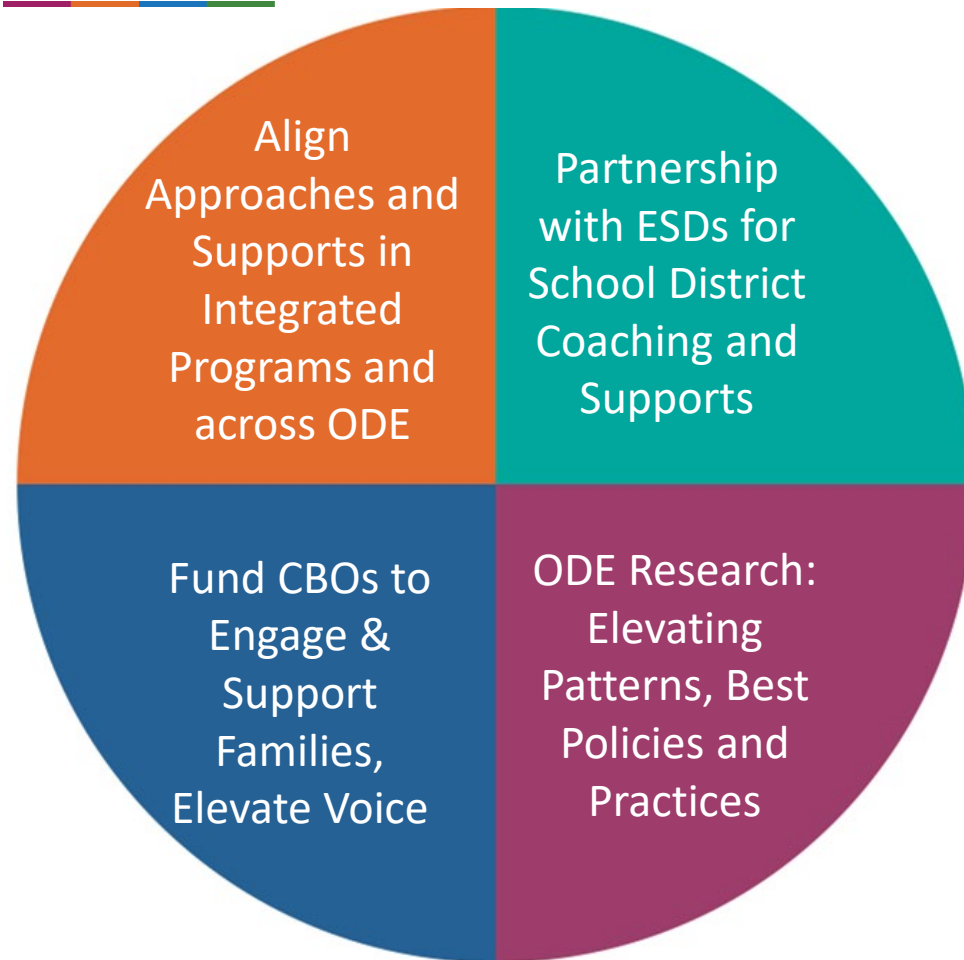 Align
Approaches and
Supports in
Integrated
Programs and
across ODE
Partnership
with ESDs for
School District
Coaching and
Supports
Fund CBOs to
Engage &
Support
Families,
Elevate Voice
ODE Research:
Elevating
Patterns, Best
Policies and
Practices